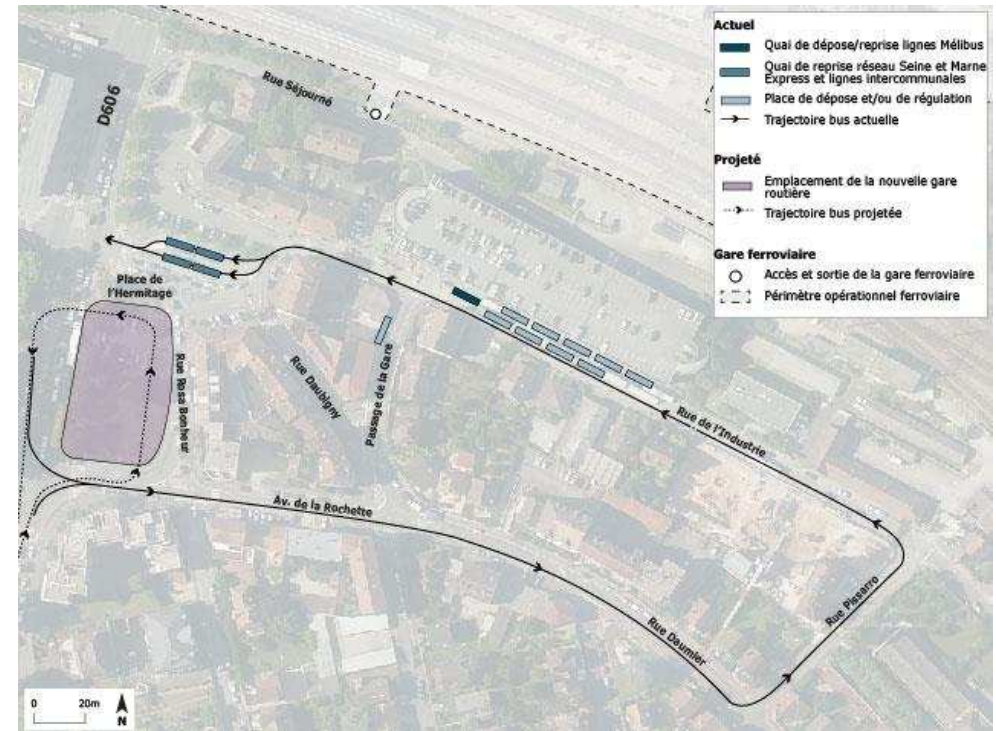 Actuel
Quai de dépose/reprise lignes Mélibus
Quai de reprise réseau Seine et Marne
Express et lignes intercommunales
Place de dépose et/ou de régulation
Trajectoire bus actuelle
Projeté
Emplacement de la nouvelle gare
routière
Trajectoire bus projetée
Gare ferroviaire
Accès et sortie de la gare ferroviaire
Périmètre opérationnel ferroviaire
D606
Rue Séjourné
Place de
l'Hermitage
Rue Rosa Bonheur
Rue Daubigny
Passage de la Gare
Rue de l'Industrie
Av. de la Rochette
Rue Daumier
Rue Pissarro
0 20m
N